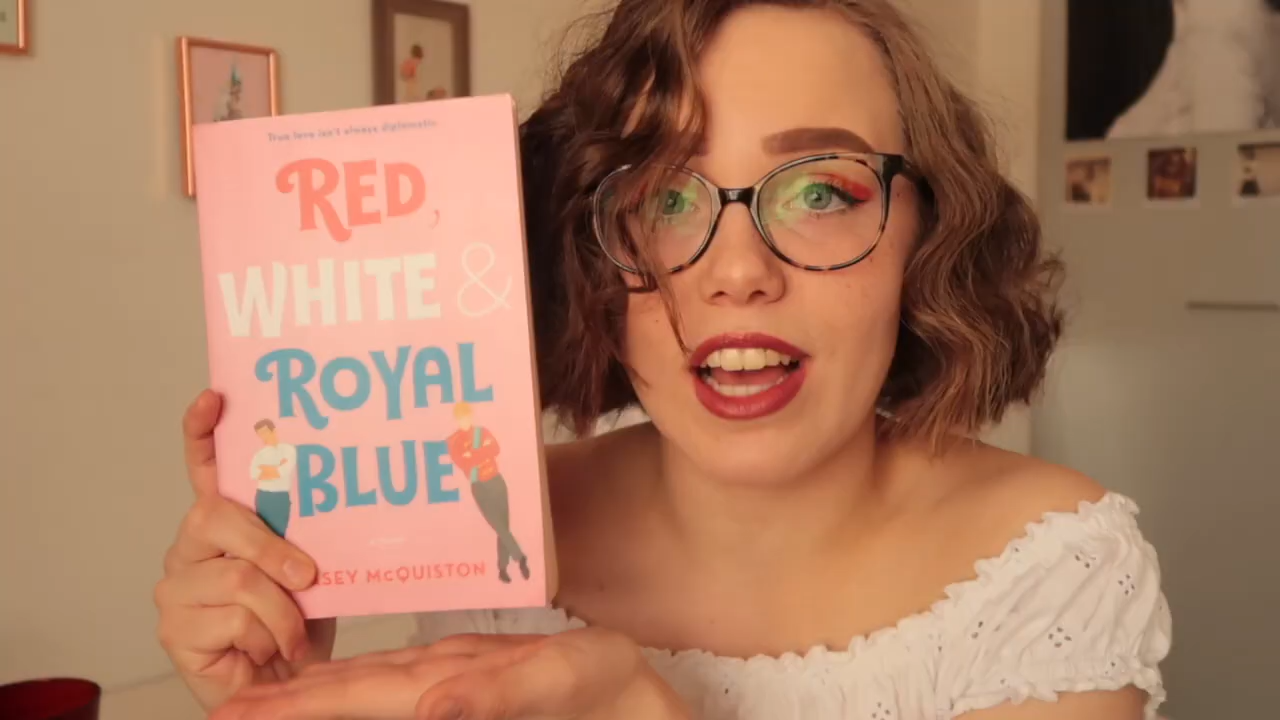 True love isn't always diplomatic.
RED,
WHITE &
ROYAL
BLUE
SEY McQUISTON